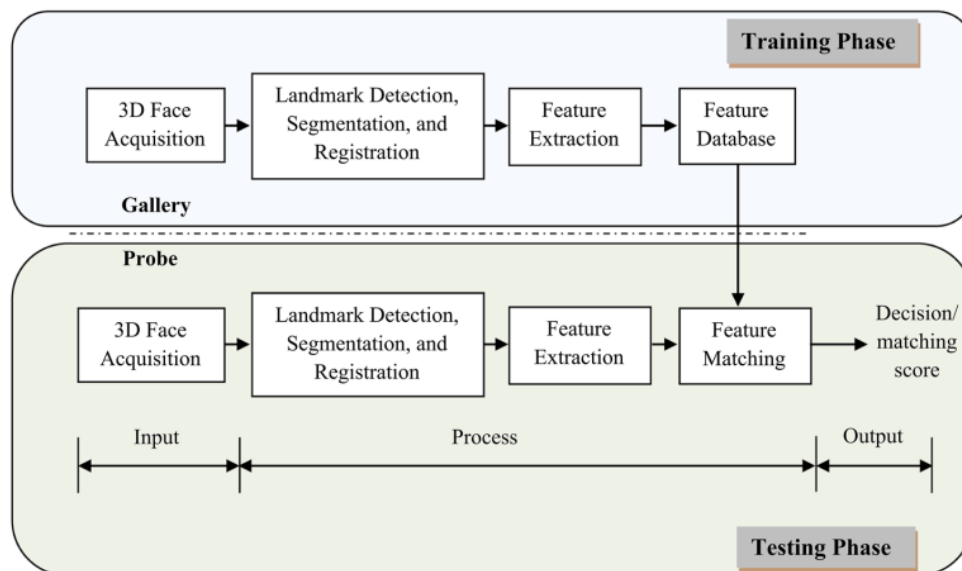 Training Phase
3D Face
Acquisition
Landmark Detection,
Segmentation, and
Registration
Feature
Extraction
Feature
Database
Gallery
Probe
3D Face
Acquisition
Landmark Detection,
Segmentation, and
Registration
Feature
Extraction
Feature
Matching
Decision/
matching
score
Input
Process
Output
Testing Phase